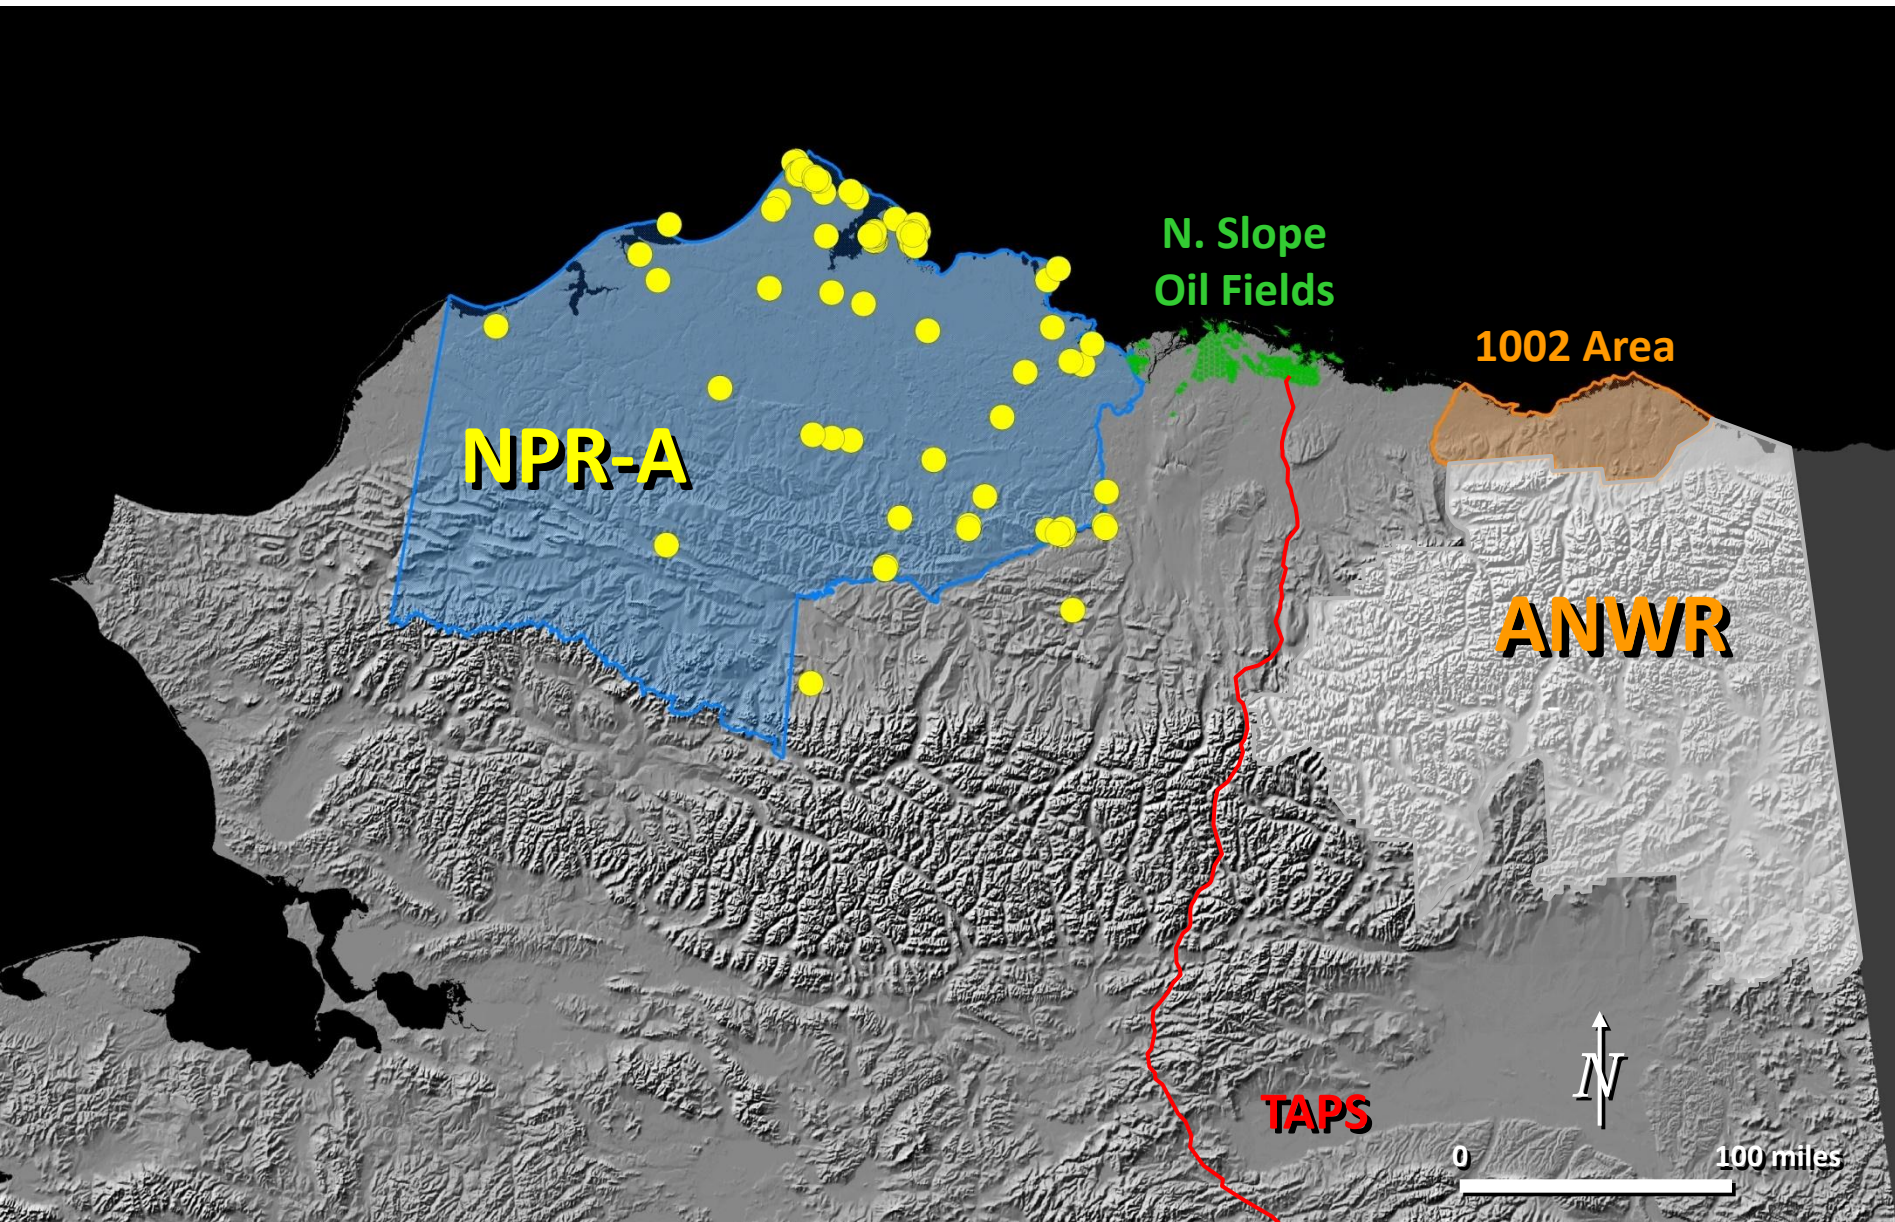 N. Slope
Oil Fields
1002 Area
NPR-A
ANWR
N
TAPS
0 100 miles